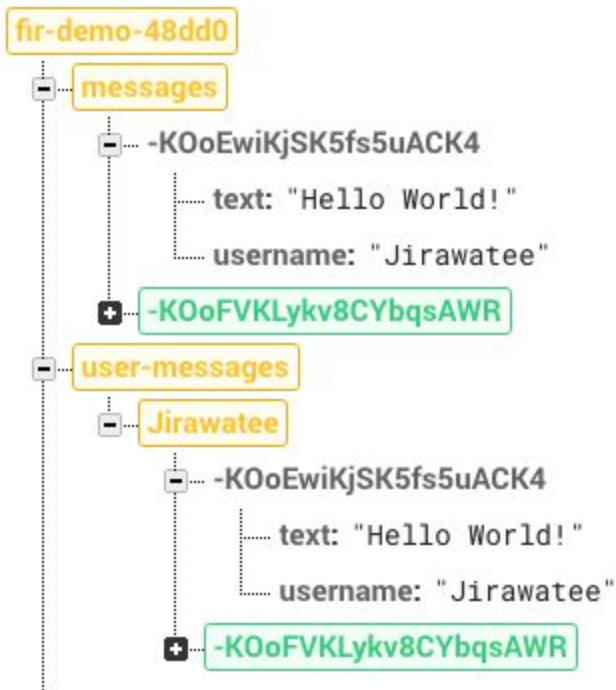 fir-demo-48dd0
messages
-KOoEwiKjSK5fs5uACK4
text: "Hello World!"
username: "Jirawatee"
-KOoFVKLykv8CYbqsAWR
user-messages
Jirawatee
-KOoEwiKjSK5fs5uACK4
text: "Hello World!"
username: "Jirawatee"
-KOoFVKLykv8CYbqsAWR